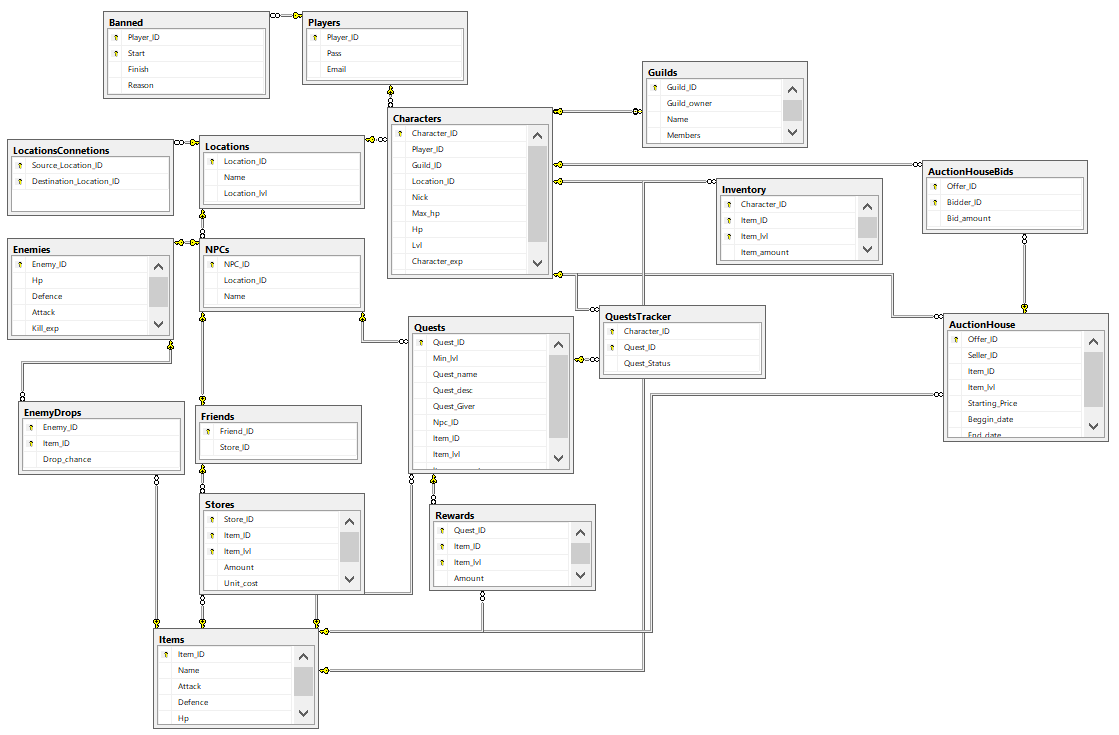 Banned
Player_ID
Start
Finish
Reason
Players
Player_ID
Pass
Email
Guilds
Guild_ID
Guild_owner
Name
Members
Characters
Character_ID
Player_ID
Guild_ID
Location_ID
Nick
Max_hp
Hp
Lvl
Character_exp
LocationsConnetions
Source_Location_ID
Destination_Location_ID
Locations
Location_ID
Name
Location_lvl
AuctionHouseBids
Offer_ID
Bidder_ID
Bid_amount
Inventory
Character_ID
Item_ID
Item_lvl
Item_amount
Enemies
Enemy_ID
Hp
Defence
Attack
Kill_exp
NPCs
NPC_ID
Location_ID
Name
QuestsTracker
Character_ID
Quest_ID
Quest_Status
AuctionHouse
Offer_ID
Seller_ID
Item_ID
Item_lvl
Starting_Price
Beggin_date
End_date
Quests
Quest_ID
Min_lvl
Quest_name
Quest_desc
Quest_Giver
Npc_ID
Item_ID
Item_lvl
EnemyDrops
Enemy_ID
Item_ID
Drop_chance
Friends
Friend_ID
Store_ID
Stores
Store_ID
Item_ID
Item_lvl
Amount
Unit_cost
Rewards
Quest_ID
Item_ID
Item_lvl
Amount
Items
Item_ID
Name
Attack
Defence
Hp